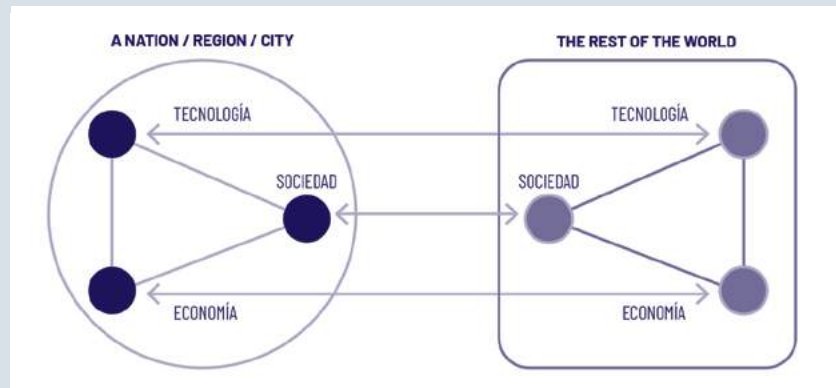 A NATION / REGION / CITY
THE REST OF THE WORLD
TECNOLOGÍA
TECNOLOGÍA
SOCIEDAD
SOCIEDAD
ECONOMÍA
ECONOMÍA